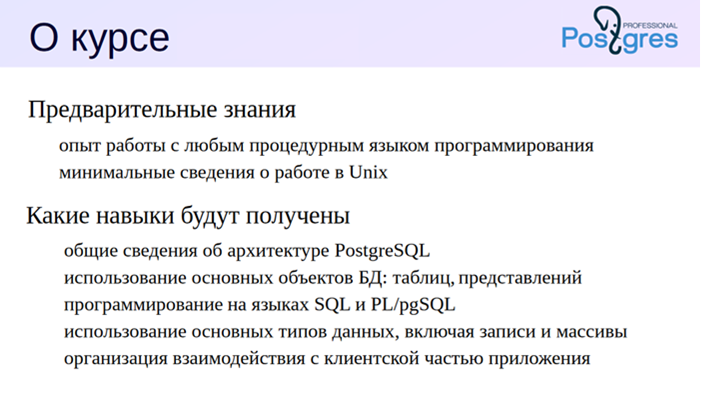 О курсе
PROFESSIONAL
Postgres
Предварительные знания
опыт работы с любым процедурным языком программирования
минимальные сведения о работе в Unix
Какие навыки будут получены
общие сведения об архитектуре PostgreSQL
использование основных объектов БД: таблиц, представлений
программирование на языках SQL и PL/pgSQL
использование основных типов данных, включая записи и массивы
организация взаимодействия с клиентской частью приложения